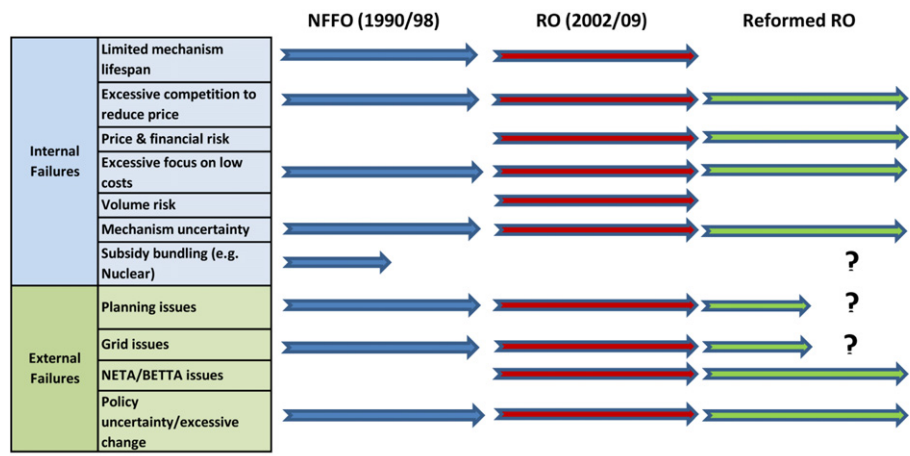 NFFO (1990/98) RO (2002/09) Reformed RO
Internal
Failures
Limited mechanism
lifespan
Excessive competition to
reduce price
Price & financial risk
Excessive focus on low
costs
Volume risk
Mechanism uncertainty
Subsidy bundling (e.g.
Nuclear)
?
External
Failures
Planning issues
?
Grid issues
?
NETA/BETTA issues
Policy
uncertainty/excessive
change